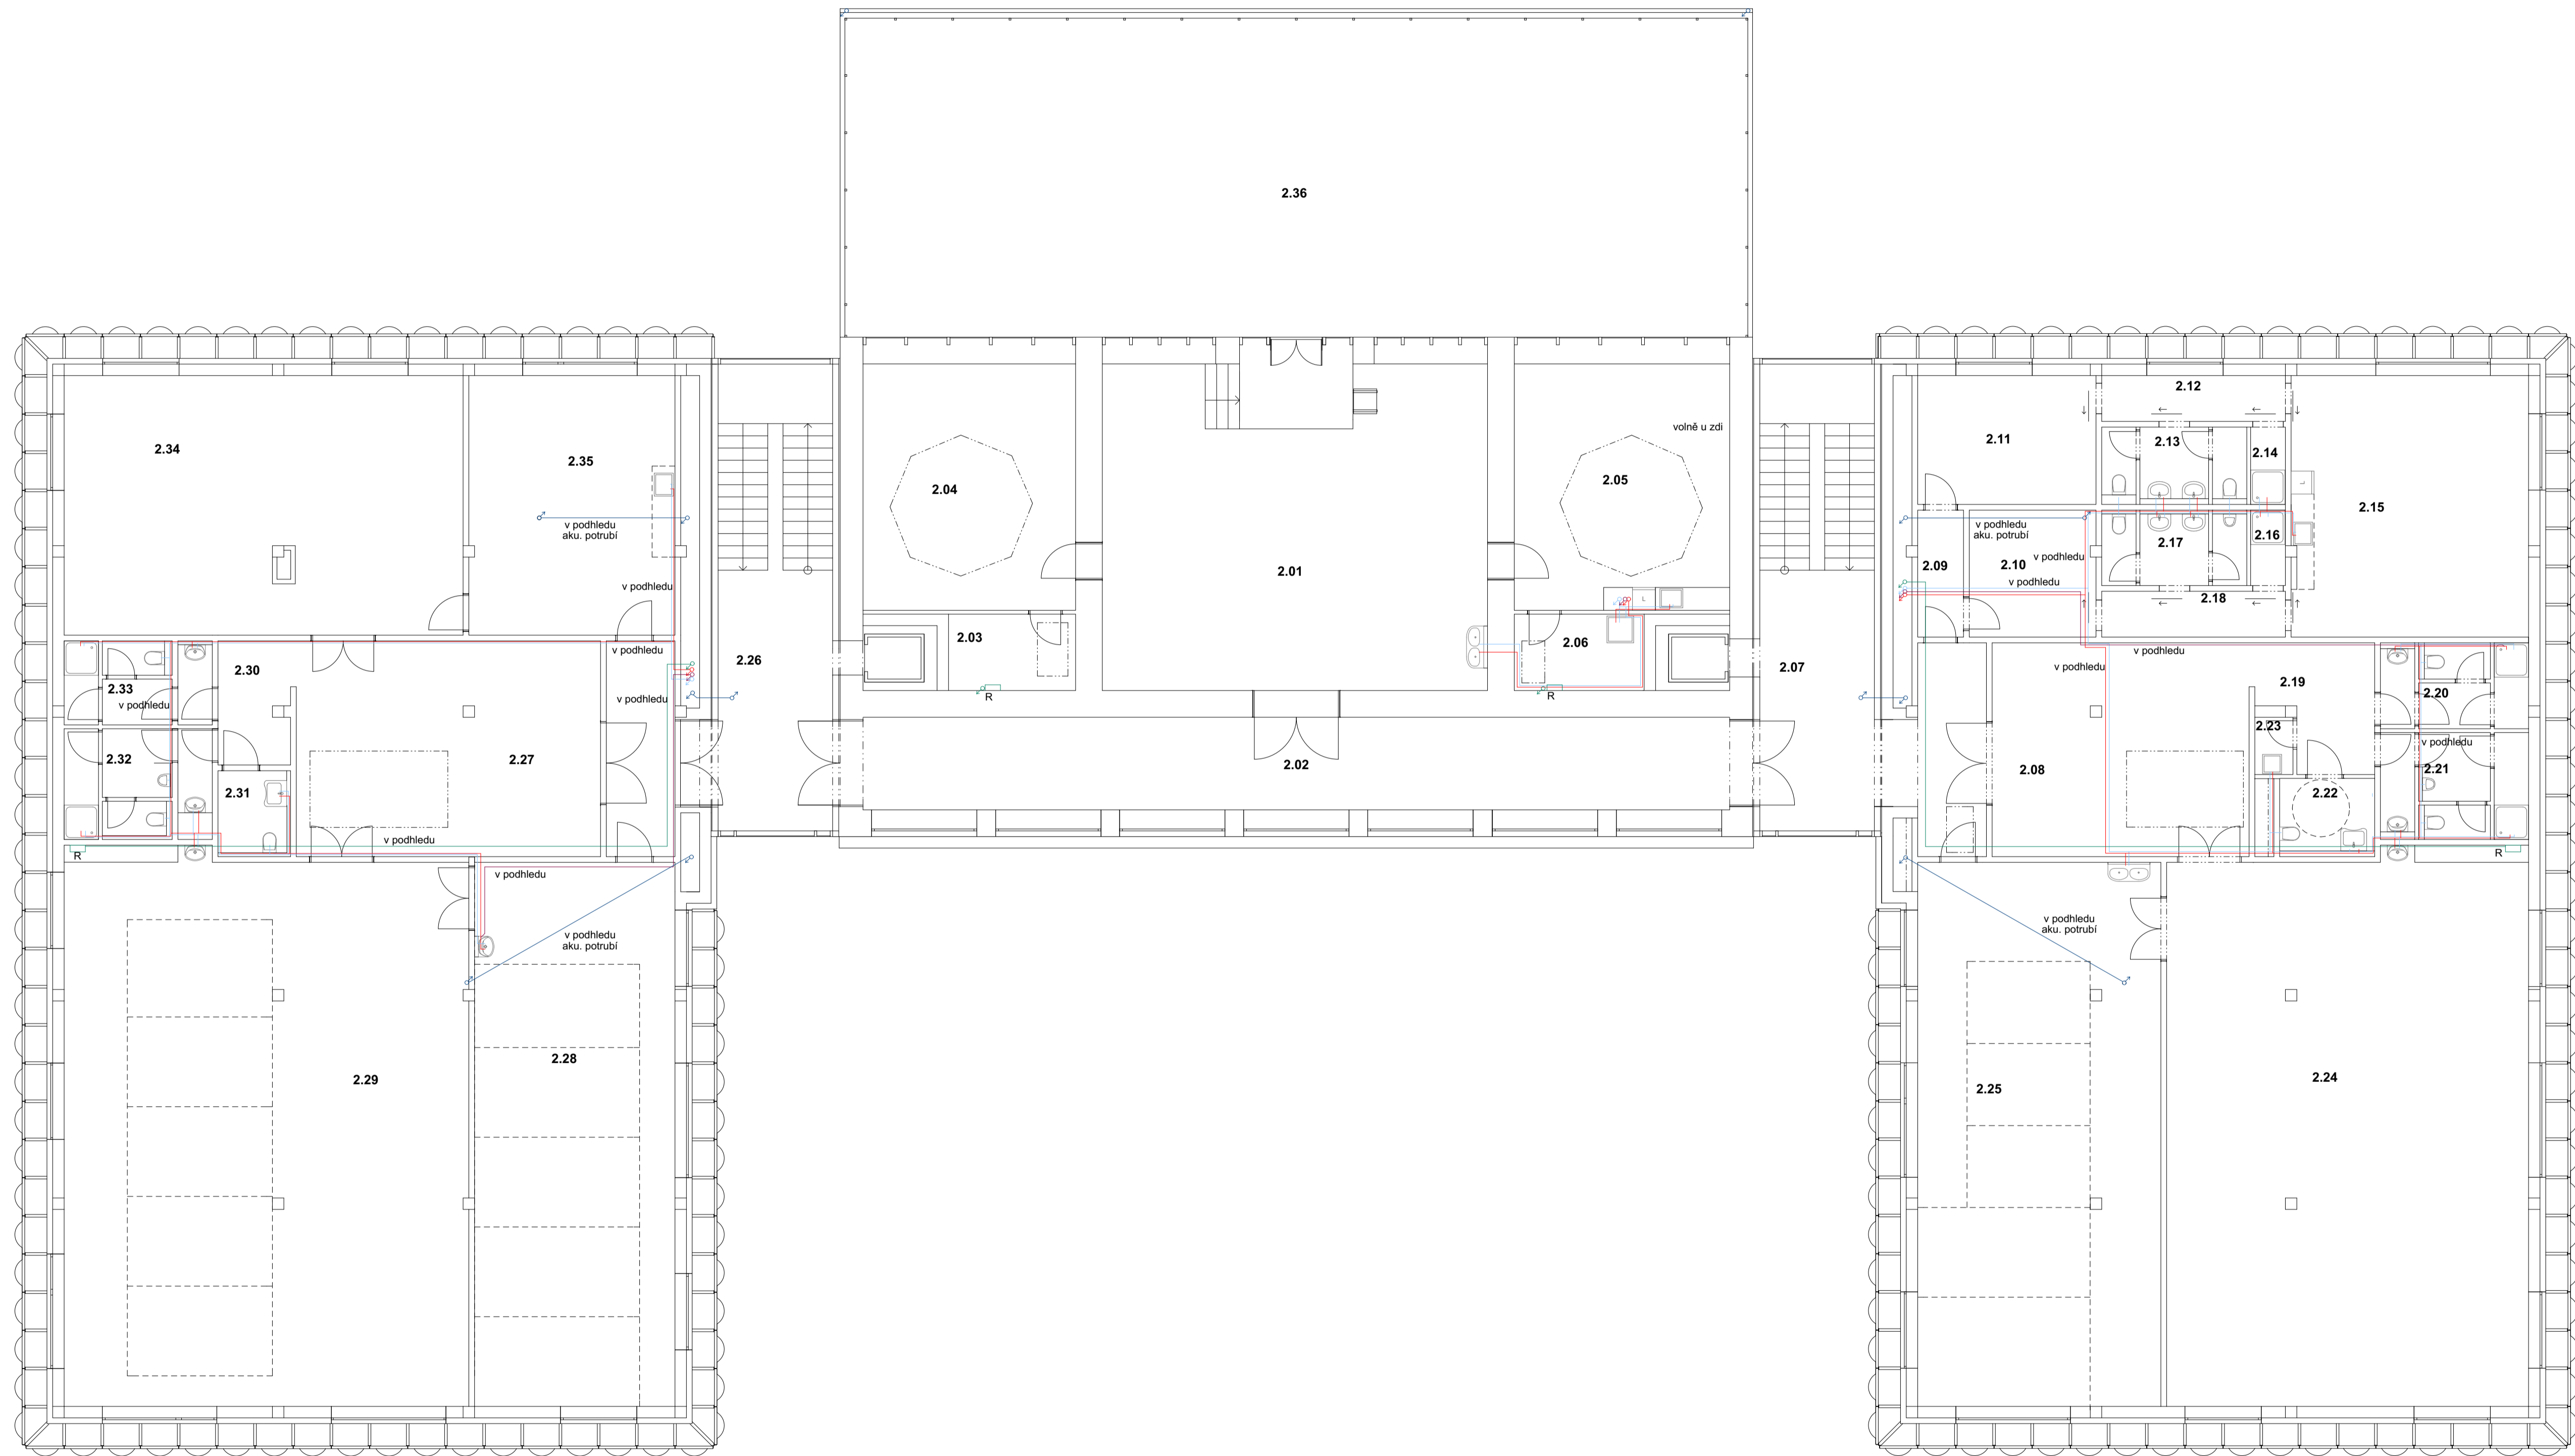 2.36
2.34
2.35
v podhledu
aku. potrubí
v podhledu
2.04
2.01
volně u zdi
2.05
L
2.03
R
2.06
R
2.26
2.07
2.02
v podhledu
2.30
2.33
v podhledu
2.32
2.31
2.27
v podhledu
v podhledu
R
v podhledu
v podhledu
aku. potrubí
2.28
2.29
2.12
2.11
2.13
2.14
L
2.15
v podhledu
aku. potrubí
v podhledu
2.09
2.10
v podhledu
2.17
2.16
2.18
v podhledu
v podhledu
2.19
2.20
2.23
v podhledu
2.08
2.21
2.22
R
v podhledu
aku. potrubí
2.25
2.24